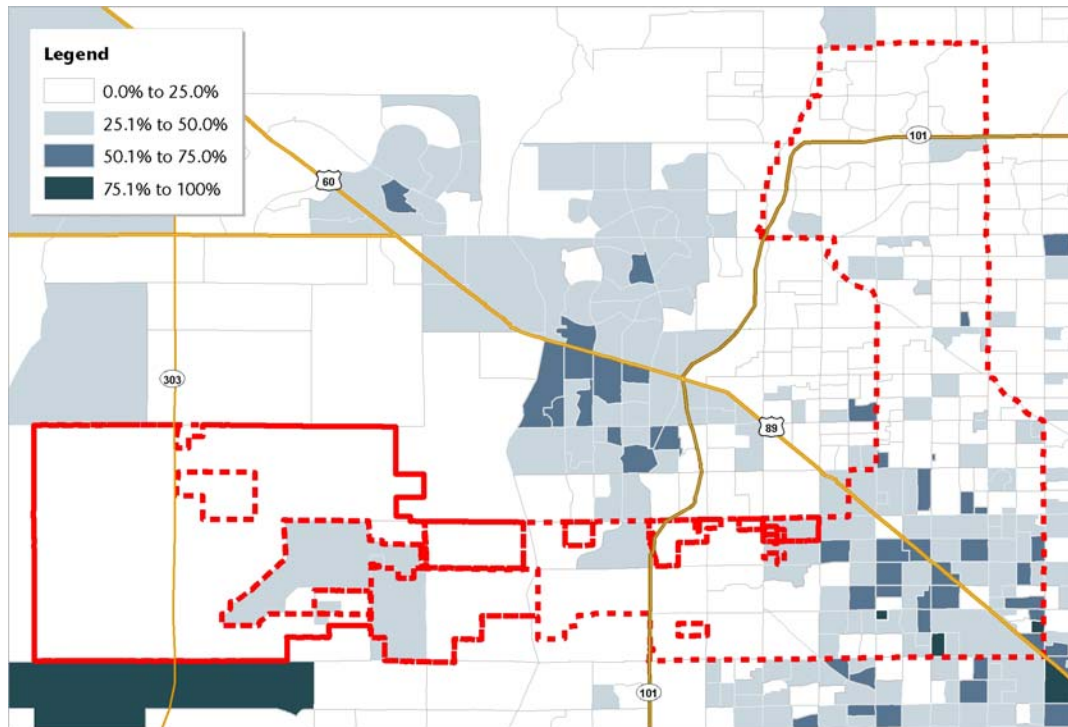 Legend
0.0% to 25.0%
25.1% to 50.0%
50.1% to 75.0%
75.1% to 100%
101
60
303
89
101